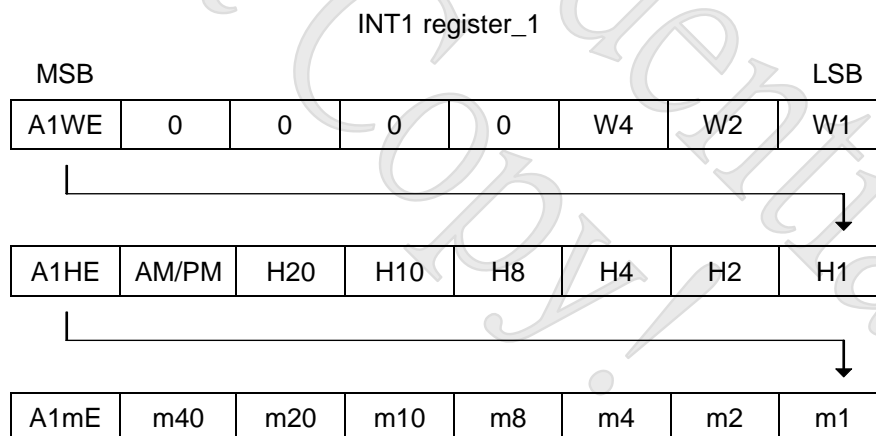 INT1 register_1
MSB LSB
A1WE 0 0 0 0 W4 W2 W1
A1HE AM/PM H20 H10 H8 H4 H2 H1
A1mE m40 m20 m10 m8 m4 m2 m1
Copy!